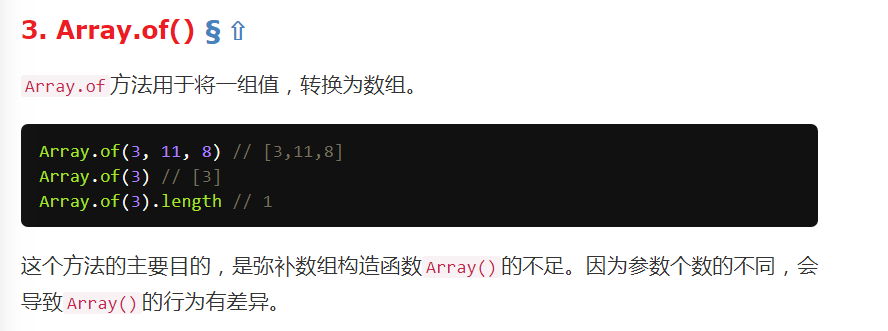 3. Array.of() § ⇧
Array.of方法用于将一组值，转换为数组。
Array.of(3, 11, 8) // [3,11,8]
Array.of(3) // [3]
Array.of(3).length // 1
这个方法的主要目的，是弥补数组构造函数Array()的不足。因为参数个数的不同，会
导致Array()的行为有差异。